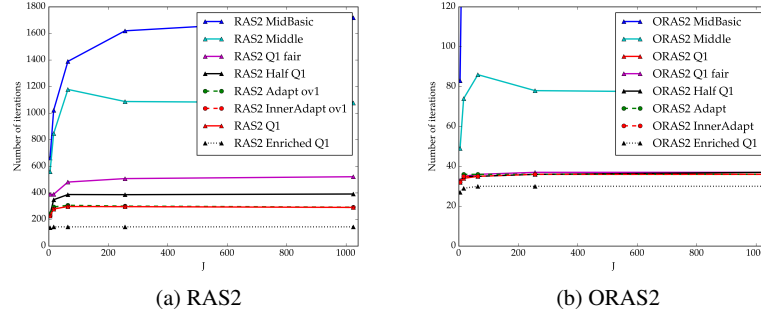 1800
1600
1400
1200
1000
800
600
400
200
0
Number of iterations
0
200
400
600
800
1000
J
RAS2 MidBasic
RAS2 Middle
RAS2 Q1 fair
RAS2 Half Q1
RAS2 Adapt ov1
RAS2 InnerAdapt ov1
RAS2 Q1
RAS2 Enriched Q1
(a) RAS2
120
100
80
60
40
20
0
Number of iterations
0
200
400
600
800
1000
J
ORAS2 MidBasic
ORAS2 Middle
ORAS2 Q1
ORAS2 Q1 fair
ORAS2 Half Q1
ORAS2 Adapt
ORAS2 InnerAdapt
ORAS2 Enriched Q1
(b) ORAS2